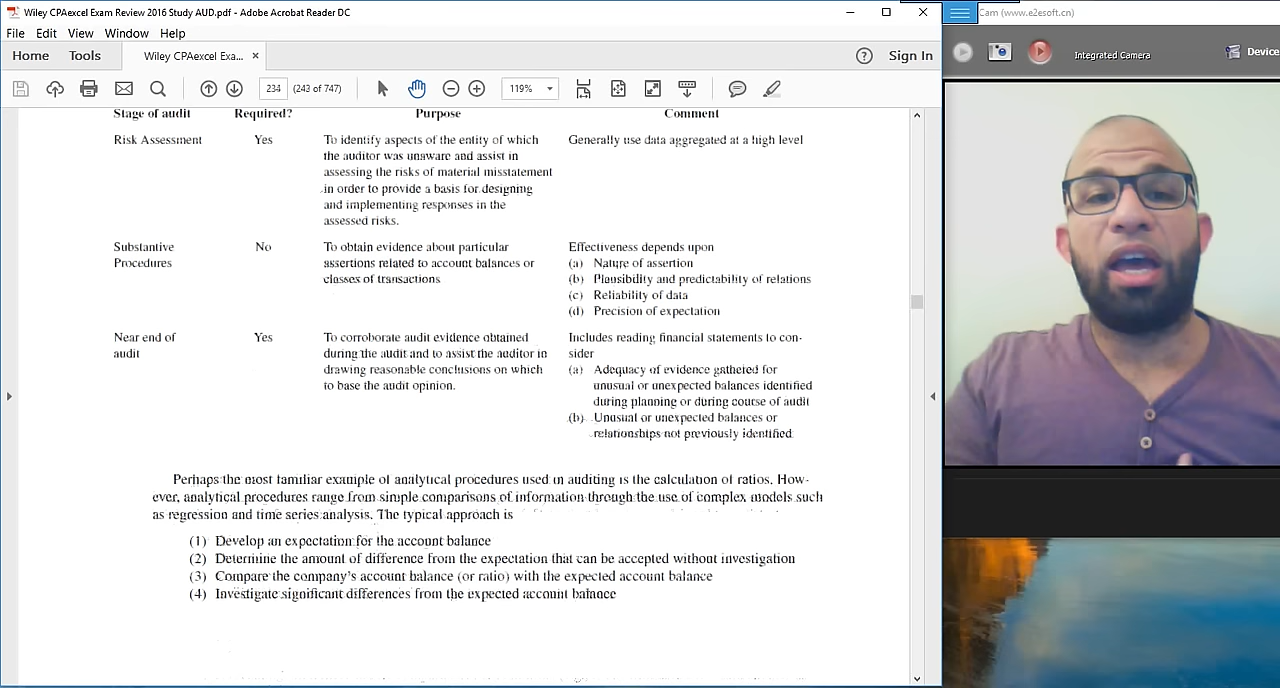 Wiley CPAexcel Exam Review 2016 Study AUD.pdf - Adobe Acrobat Reader DC
File Edit View Window Help
Home Tools Wiley CPAexcel Exa... × Sign In
234 (243 of 747) 119%
Cam (www.e2esoft.cn)
Integrated Camera Device
Stage of audit Required? Purpose Comment
Risk Assessment Yes To identify aspects of the entity of which Generally use data aggregated at a high level
the auditor was unaware and assist in
assessing the risks of material misstatement
in order to provide a basis for designing
and implementing responses in the
assessed risks.
Substantive No To obtain evidence about particular Effectiveness depends upon
Procedures assertions related to account balances or (a) Nature of assertion
classes of transactions (b) Plausibility and predictability of relations
(c) Reliability of data
(d) Precision of expectation
Near end of Yes To corroborate audit evidence obtained Includes reading financial statements to con-
audit during the audit and to assist the auditor in sider
drawing reasonable conclusions on which (a) Adequacy of evidence gathered for
to base the audit opinion. unusual or unexpected balances identified
during planning or during course of audit
(b) Unusual or unexpected balances or
relationships not previously identified
Perhaps the most familiar example of analytical procedures used in auditing is the calculation of ratios. How-
ever, analytical procedures range from simple comparisons of information through the use of complex models such
as regression and time series analysis. The typical approach is
(1) Develop an expectation for the account balance
(2) Determine the amount of difference from the expectation that can be accepted without investigation
(3) Compare the company's account balance (or ratio) with the expected account balance
(4) Investigate significant differences from the expected account balance